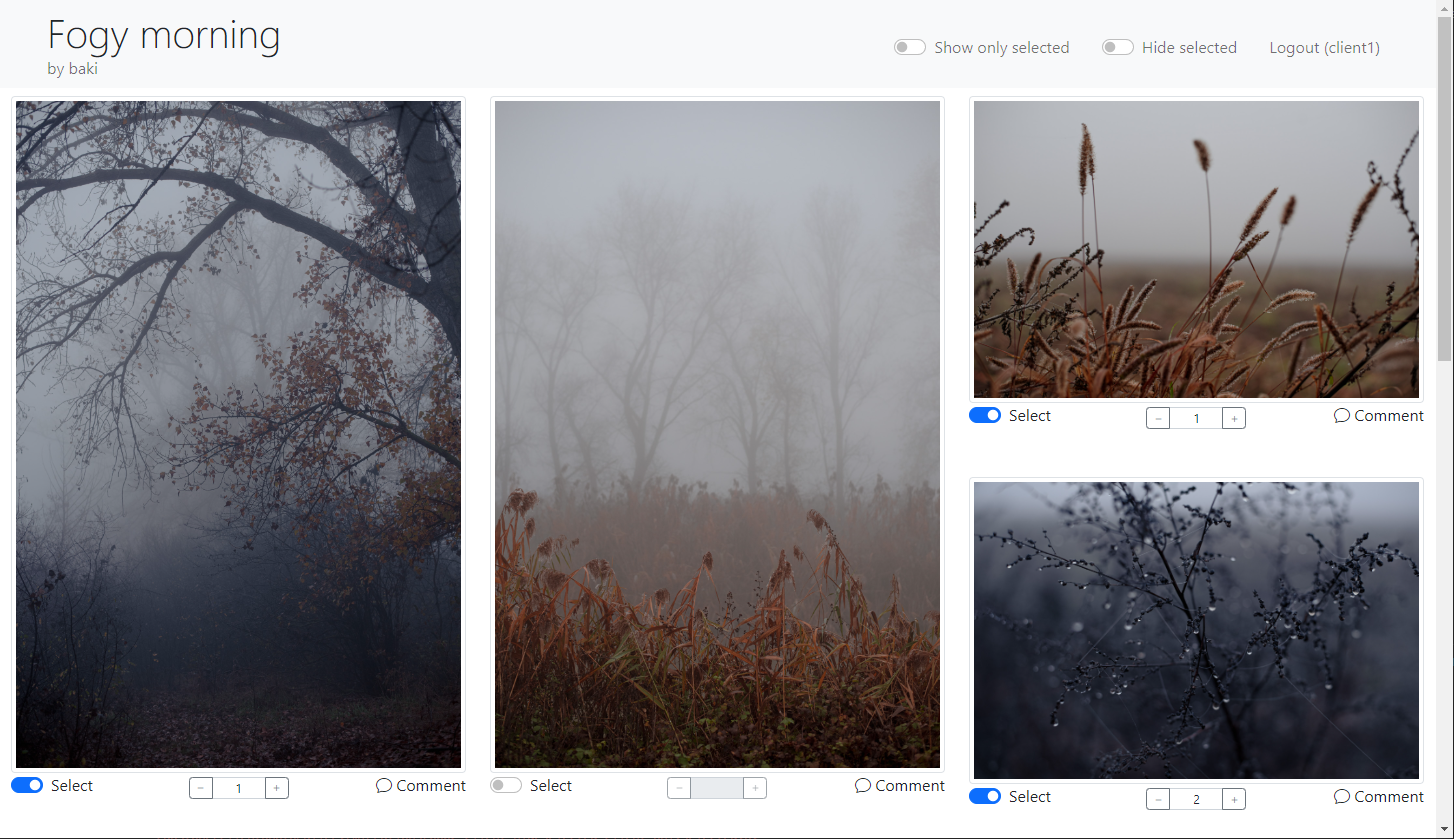 Fogy morning
by baki
Show only selected
Hide selected
Logout (client1)
Select
- 1 +
Comment
Select
- +
Comment
Select
- 1 +
Comment
Select
- 2 +
Comment